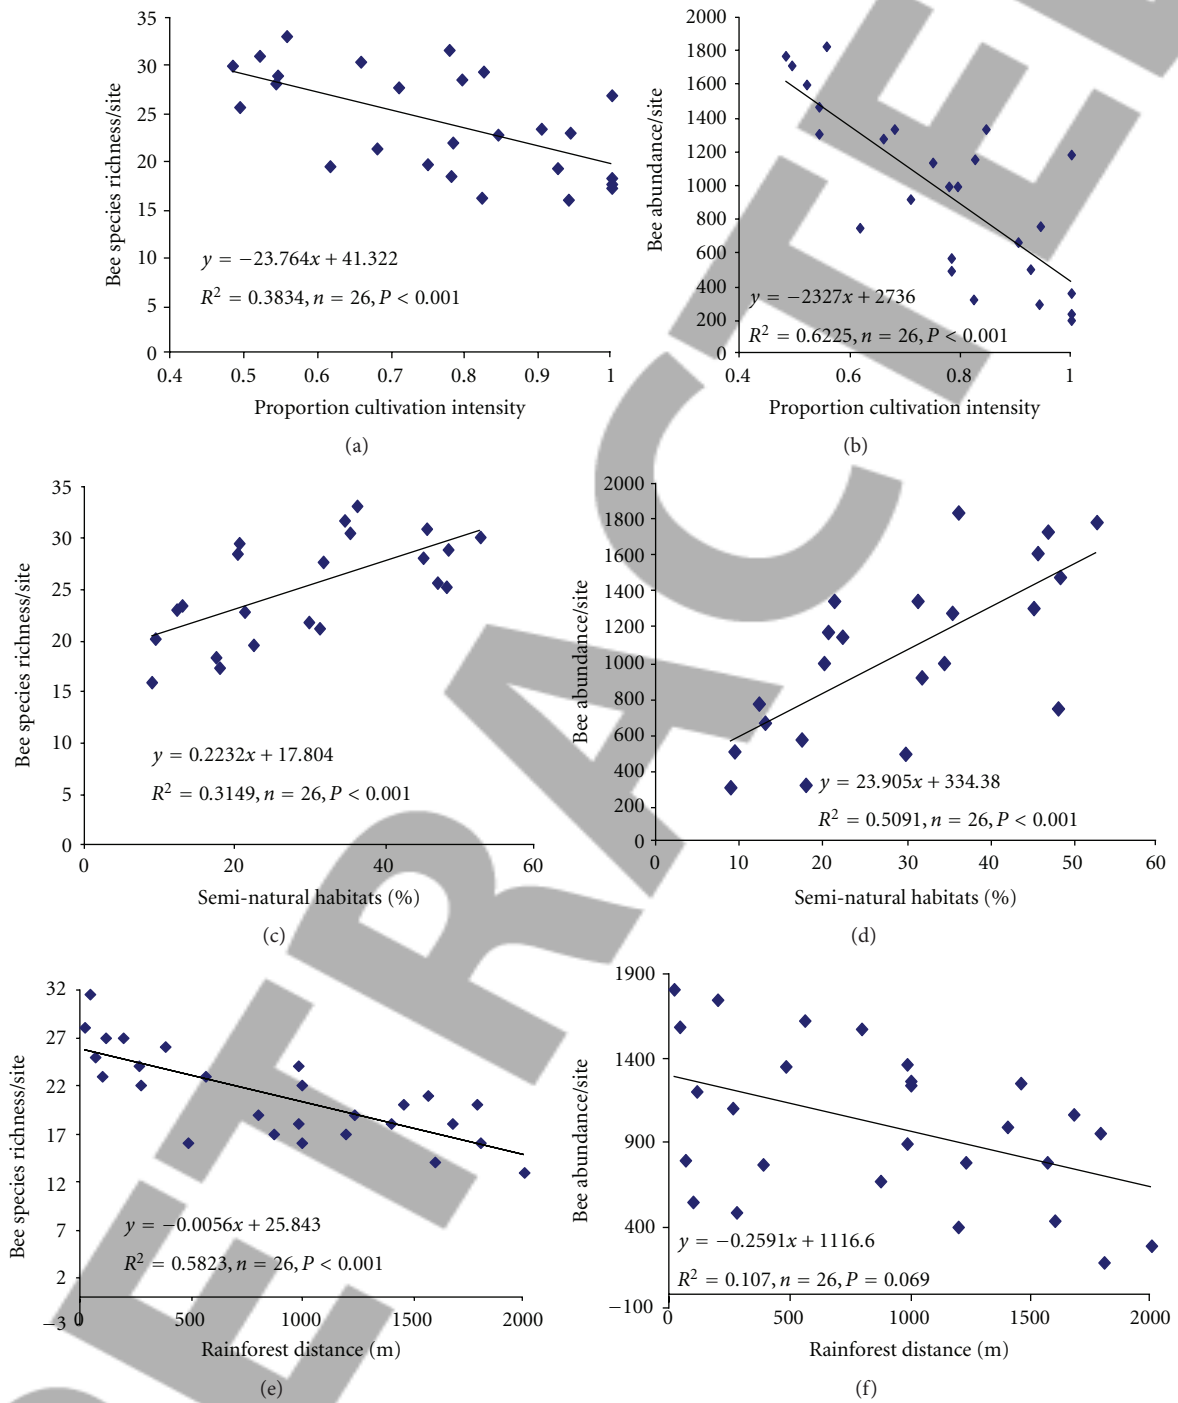 35
30
25
20
15
10
5
0
0.4 0.5 0.6 0.7 0.8 0.9 1
Bee species richness/site
y = −23.764x + 41.322
R² = 0.3834, n = 26, P < 0.001
Proportion cultivation intensity
(a)
2000
1800
1600
1400
1200
1000
800
600
400
200
0
0.4 0.6 0.8 1
Bee abundance/site
y = −2327x + 2736
R² = 0.6225, n = 26, P < 0.001
Proportion cultivation intensity
(b)
35
30
25
20
15
10
5
0
0 20 40 60
Bee species richness/site
y = 0.2232x + 17.804
R² = 0.3149, n = 26, P < 0.001
Semi-natural habitats (%)
(c)
2000
1800
1600
1400
1200
1000
800
600
400
200
0
0 10 20 30 40 50 60
Bee abundance/site
y = 23.905x + 334.38
R² = 0.5091, n = 26, P < 0.001
Semi-natural habitats (%)
(d)
32
27
22
17
12
7
2
−3
0 500 1000 1500 2000
Bee species richness/site
y = −0.0056x + 25.843
R² = 0.5823, n = 26, P < 0.001
Rainforest distance (m)
(e)
1900
1400
900
400
−100
0 500 1000 1500 2000
Bee abundance/site
y = −0.2591x + 1116.6
R² = 0.107, n = 26, P = 0.069
Rainforest distance (m)
(f)
RETRACTED